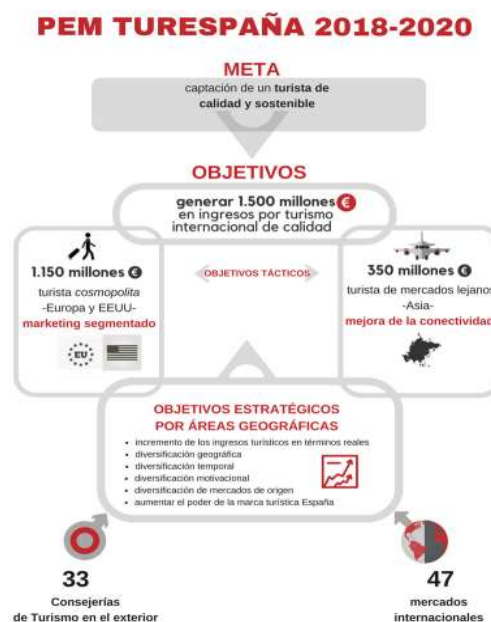 PEM TURESPAÑA 2018-2020
META
captación de un turista de
calidad y sostenible
OBJETIVOS
generar 1.500 millones €
en ingresos por turismo
internacional de calidad
1.150 millones €
turista cosmopolita
-Europa y EEUU-
marketing segmentado
EU
OBJETIVOS TÁCTICOS
350 millones €
turista de mercados lejanos
-Asia-
mejora de la conectividad
OBJETIVOS ESTRATÉGICOS
POR ÁREAS GEOGRÁFICAS
• incremento de los ingresos turísticos en términos reales
• diversificación geográfica
• diversificación temporal
• diversificación motivacional
• diversificación de mercados de origen
• aumentar el poder de la marca turística España
33
Consejerías
de Turismo en el exterior
47
mercados
internacionales